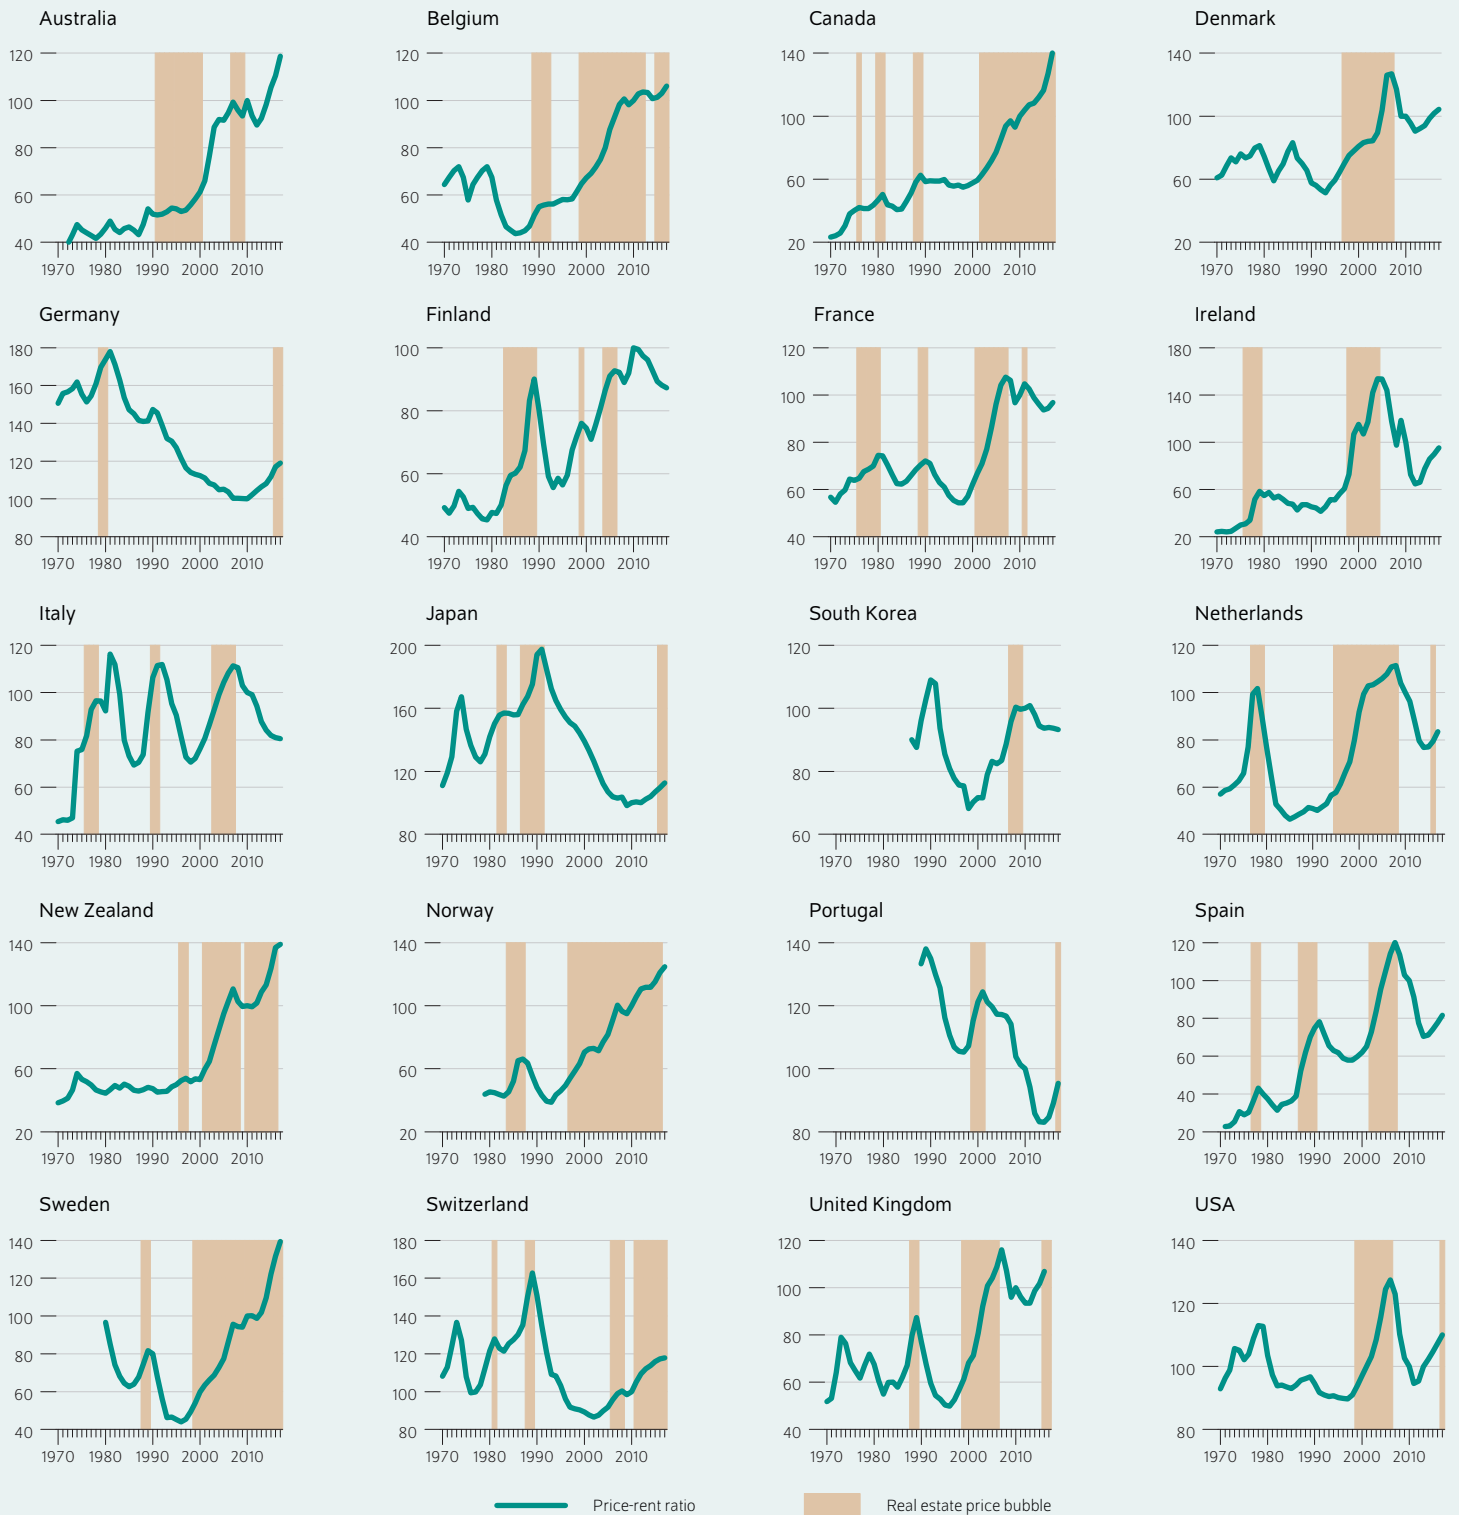 Australia
120
100
80
60
40
1970 1980 1990 2000 2010
Belgium
120
100
80
60
40
1970 1980 1990 2000 2010
Canada
140
100
60
20
1970 1980 1990 2000 2010
Denmark
140
100
60
20
1970 1980 1990 2000 2010
Germany
180
160
140
120
100
80
1970 1980 1990 2000 2010
Finland
100
80
60
40
1970 1980 1990 2000 2010
France
120
100
80
60
40
1970 1980 1990 2000 2010
Ireland
180
140
100
60
20
1970 1980 1990 2000 2010
Italy
120
100
80
60
40
1970 1980 1990 2000 2010
Japan
200
160
120
80
1970 1980 1990 2000 2010
South Korea
120
100
80
60
1970 1980 1990 2000 2010
Netherlands
120
100
80
60
40
1970 1980 1990 2000 2010
New Zealand
140
100
60
20
1970 1980 1990 2000 2010
Norway
140
100
60
20
1970 1980 1990 2000 2010
Portugal
140
120
100
80
1970 1980 1990 2000 2010
Spain
120
100
80
60
40
20
1970 1980 1990 2000 2010
Sweden
140
120
100
80
60
40
1970 1980 1990 2000 2010
Switzerland
180
160
140
120
100
80
1970 1980 1990 2000 2010
United Kingdom
120
100
80
60
40
1970 1980 1990 2000 2010
USA
140
120
100
80
1970 1980 1990 2000 2010
Price-rent ratio
Real estate price bubble